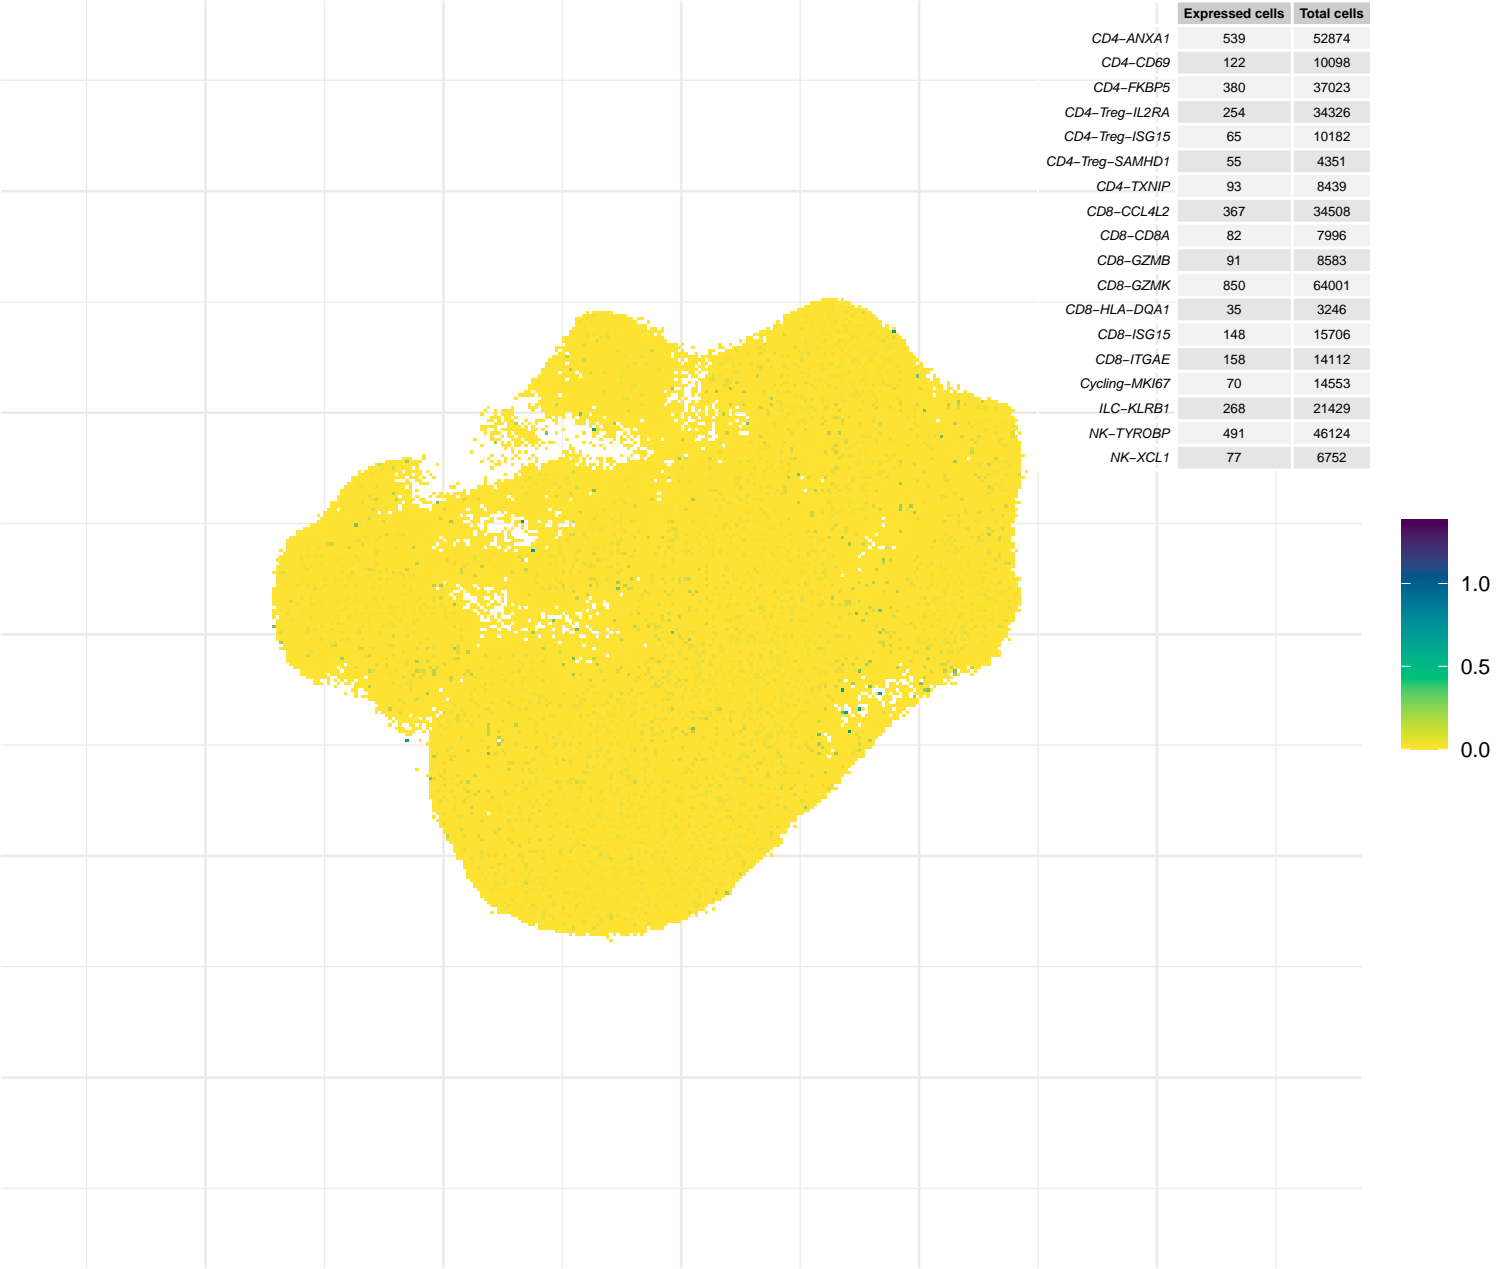 Expressed cells Total cells
CD4−ANXA1 539 52874
CD4−CD69 122 10098
CD4−FKBP5 380 37023
CD4−Treg−IL2RA 254 34326
CD4−Treg−ISG15 65 10182
CD4−Treg−SAMHD1 55 4351
CD4−TXNIP 93 8439
CD8−CCL4L2 367 34508
CD8−CD8A 82 7996
CD8−GZMB 91 8583
CD8−GZMK 850 64001
CD8−HLA−DQA1 35 3246
CD8−ISG15 148 15706
CD8−ITGAE 158 14112
Cycling−MKI67 70 14553
ILC−KLRB1 268 21429
NK−TYROBP 491 46124
NK−XCL1 77 6752
1.0
0.5
0.0